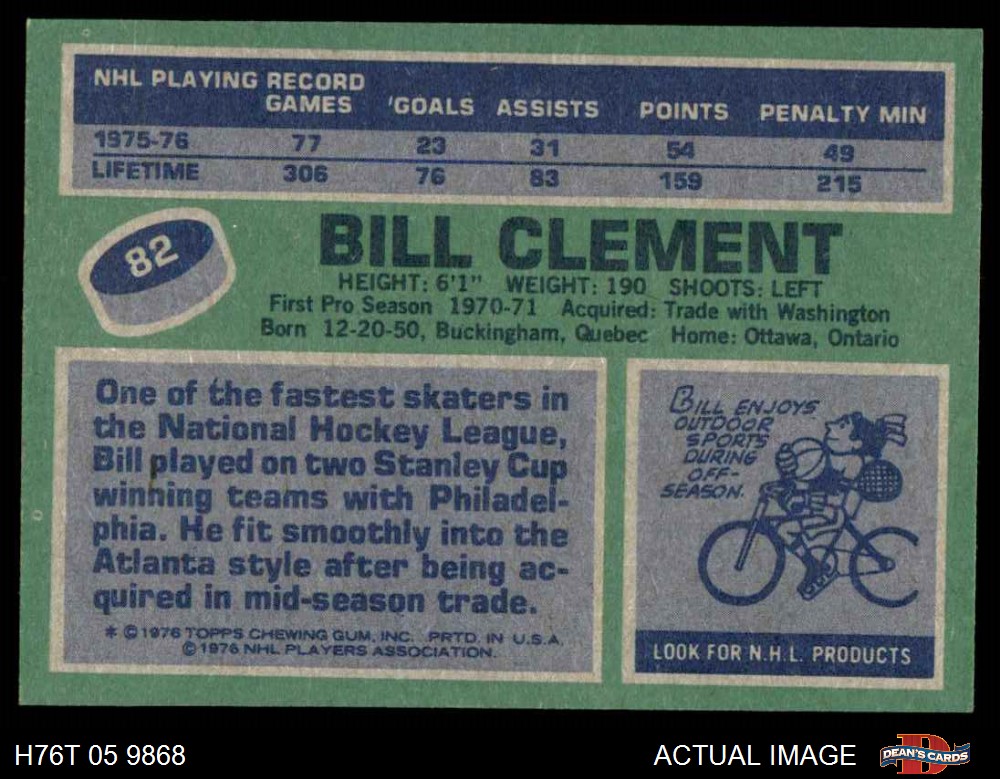 NHL PLAYING RECORD
GAMES 'GOALS ASSISTS POINTS PENALTY MIN
1975-76 77 23 31 54 49
LIFETIME 306 76 83 159 215
82
BILL CLEMENT
HEIGHT: 6'1" WEIGHT: 190 SHOOTS: LEFT
First Pro Season 1970-71 Acquired: Trade with Washington
Born 12-20-50, Buckingham, Quebec Home: Ottawa, Ontario
One of the fastest skaters in
the National Hockey League,
Bill played on two Stanley Cup
winning teams with Philadel-
phia. He fit smoothly into the
Atlanta style after being ac-
quired in mid-season trade.
* © 1976 TOPPS CHEWING GUM, INC. PRTD. IN U.S.A.
© 1976 NHL PLAYERS ASSOCIATION.
BILL ENJOYS
OUTDOOR
SPORTS
DURING
OFF-
SEASON.
LOOK FOR N.H.L. PRODUCTS
H76T 05 9868
ACTUAL IMAGE
D
DEAN'S CARDS